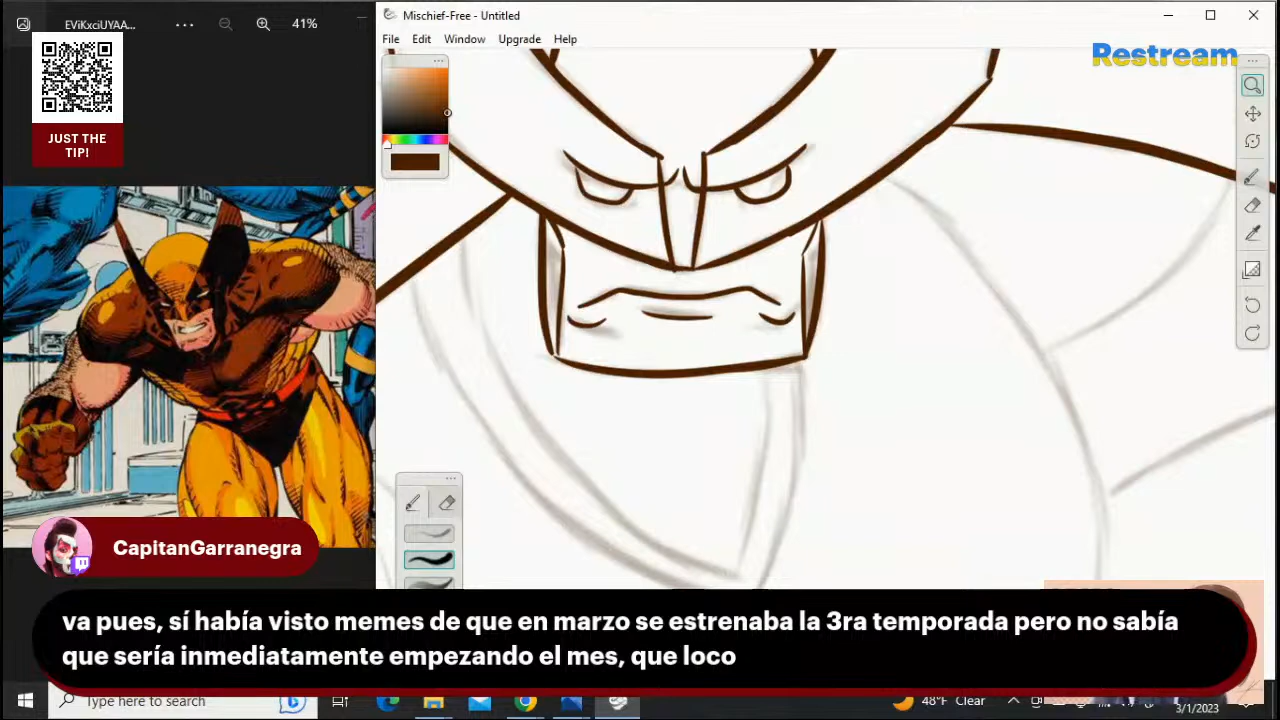 EViKxciUYAA...
41%
Mischief-Free - Untitled
File Edit Window Upgrade Help
Restream
JUST THE
TIP!
CapitanGarranegra
va pues, sí había visto memes de que en marzo se estrenaba la 3ra temporada pero no sabía
que sería inmediatamente empezando el mes, que loco
Type here to search
48°F Clear
3/1/2023